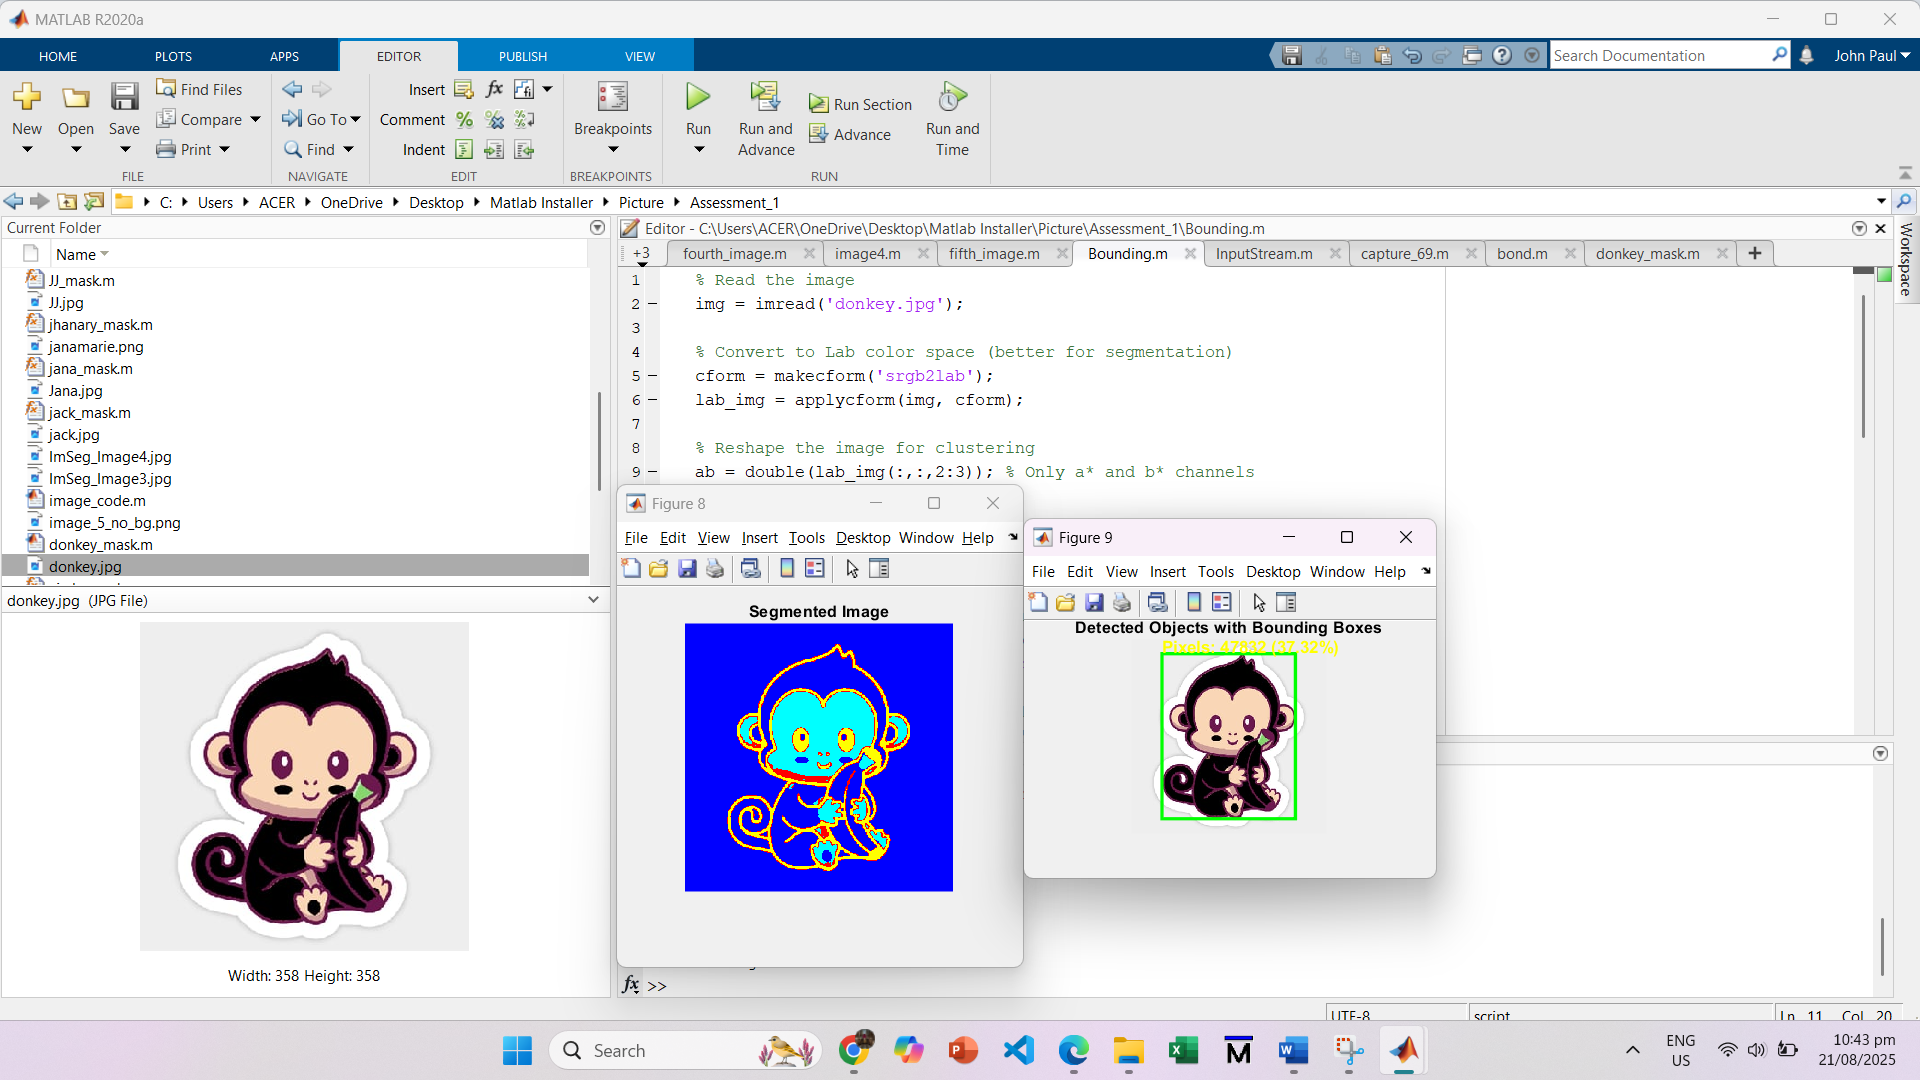 MATLAB R2020a
HOME PLOTS APPS EDITOR PUBLISH VIEW
Search Documentation
John Paul
New Open Save
Find Files
Compare
Print
FILE
Go To
Find
NAVIGATE
Insert
Comment
Indent
EDIT
Breakpoints
BREAKPOINTS
Run
Run and Advance
Run Section
Advance
Run and Time
RUN
C: Users ACER OneDrive Desktop Matlab Installer Picture Assessment_1
Current Folder
Name
JJ_mask.m
JJ.jpg
jhanary_mask.m
janamarie.png
jana_mask.m
Jana.jpg
jack_mask.m
jack.jpg
ImSeg_Image4.jpg
ImSeg_Image3.jpg
image_code.m
image_5_no_bg.png
donkey_mask.m
donkey.jpg
donkey.jpg (JPG File)
Width: 358 Height: 358
Editor - C:\Users\ACER\OneDrive\Desktop\Matlab Installer\Picture\Assessment_1\Bounding.m
+3 fourth_image.m image4.m fifth_image.m Bounding.m InputStream.m capture_69.m bond.m donkey_mask.m
Workspace
1 % Read the image
2 img = imread('donkey.jpg');
3
4 % Convert to Lab color space (better for segmentation)
5 cform = makecform('srgb2lab');
6 lab_img = applycform(img, cform);
7
8 % Reshape the image for clustering
9 ab = double(lab_img(:,:,2:3)); % Only a* and b* channels
Figure 8
File Edit View Insert Tools Desktop Window Help
Segmented Image
Figure 9
File Edit View Insert Tools Desktop Window Help
Detected Objects with Bounding Boxes
Pixels: 47832 (37.32%)
fx >>
UTF-8 script Ln 11 Col 20
Search
ENG
US
10:43 pm
21/08/2025